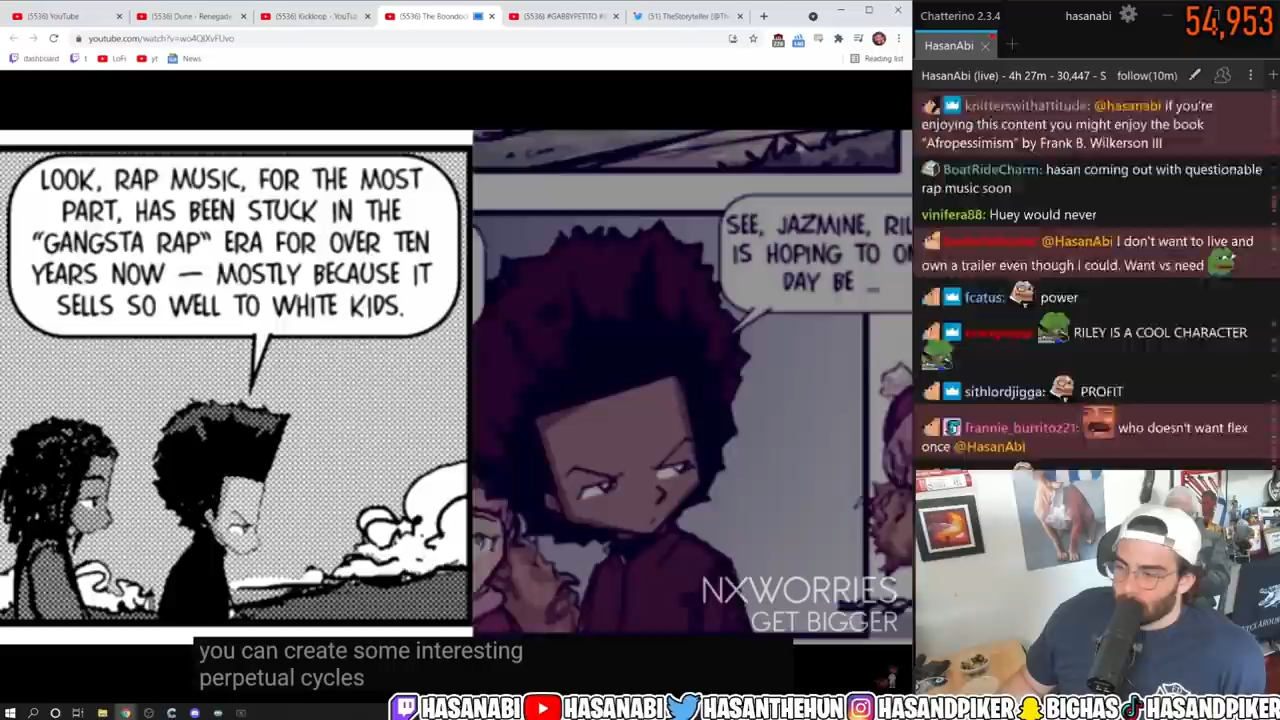 (5536) YouTube
(5536) Dune - Renegade
(5536) Kickloop - YouTu
(5536) The Boondoc
(5536) #GABBYPETITO
(51) TheStoryteller (@Th
youtube.com/watch?v=wo4QlXvFUvo
dashboard
t
LoFi
yt
News
Reading list
Chatterino 2.3.4
hasanabi
54,953
HasanAbi
HasanAbi (live) - 4h 27m - 30,447 - S
follow(10m)
LOOK, RAP MUSIC, FOR THE MOST
PART, HAS BEEN STUCK IN THE
"GANGSTA RAP" ERA FOR OVER TEN
YEARS NOW — MOSTLY BECAUSE IT
SELLS SO WELL TO WHITE KIDS.
SEE, JAZMINE, RIL
IS HOPING TO ON
DAY BE _
NXWORRIES
GET BIGGER
you can create some interesting
perpetual cycles
knitterswithattitude: @hasanabi if you're
enjoying this content you might enjoy the book
"Afropessimism" by Frank B. Wilkerson III
BoatRideCharm: hasan coming out with questionable
rap music soon
vinifera88: Huey would never
@HasanAbi I don't want to live and
own a trailer even though I could. Want vs need
fcatus: power
RILEY IS A COOL CHARACTER
sithlordjigga: PROFIT
frannie_burritoz21: who doesn't want flex
once @HasanAbi
HASANABI
HASANABI
HASANTHEHUN
HASANDPIKER
BIGHAS
HASANDPIKER